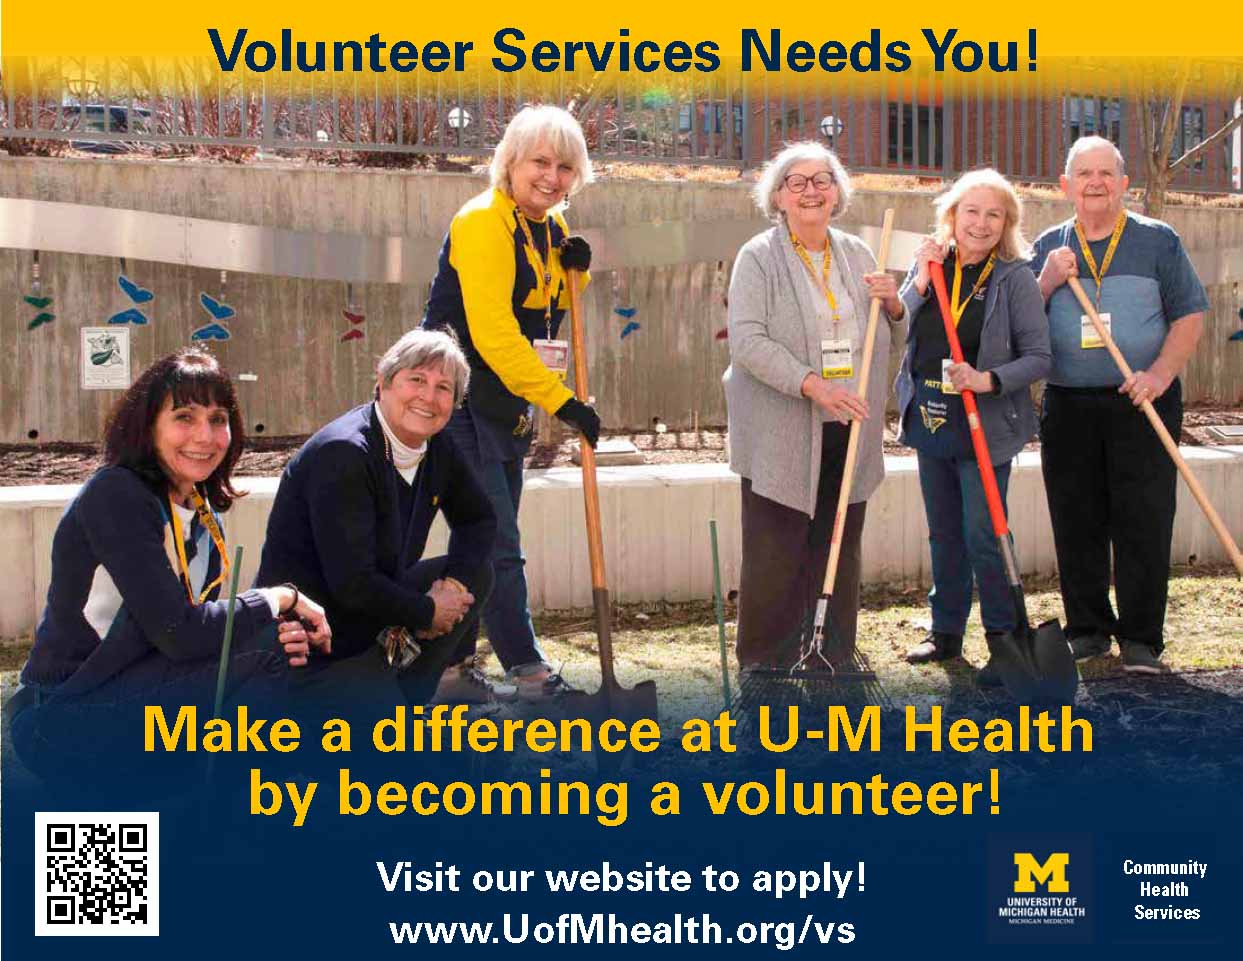 Volunteer Services Needs You!
Make a difference at U-M Health
by becoming a volunteer!
Visit our website to apply!
www.UofMhealth.org/vs
M
UNIVERSITY OF
MICHIGAN HEALTH
MICHIGAN MEDICINE
Community
Health
Services